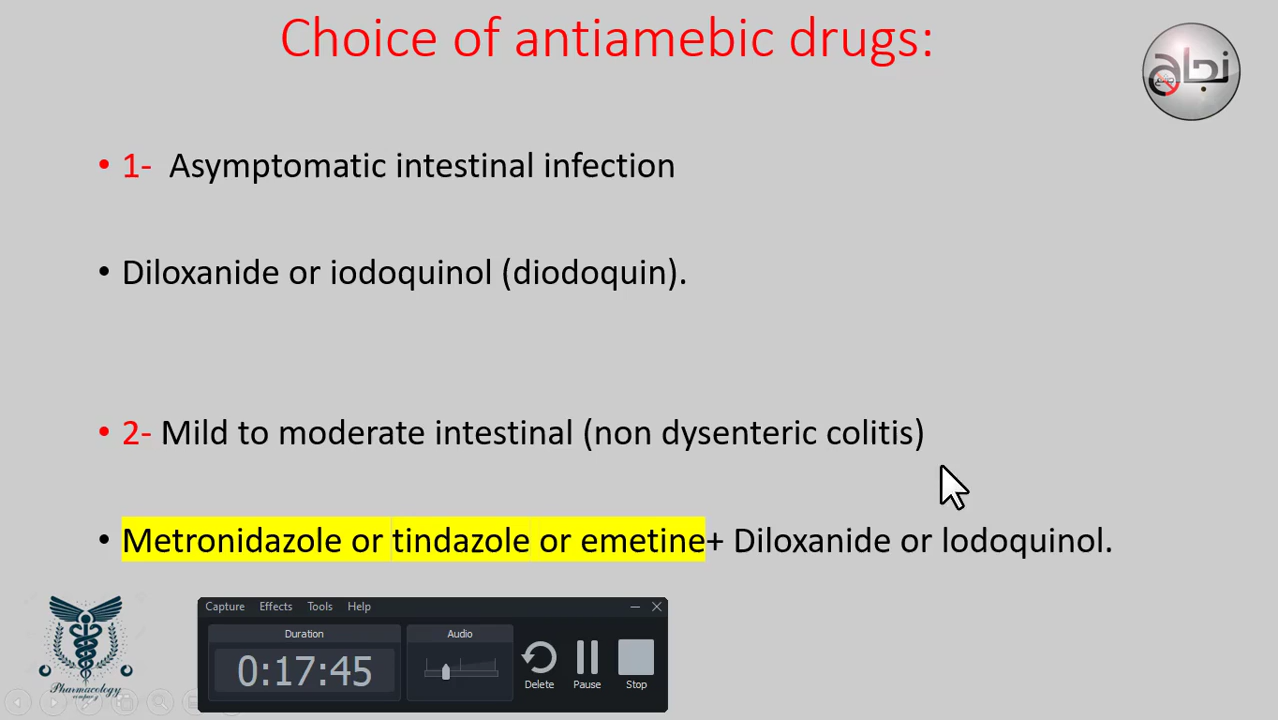 Choice of antiamebic drugs:
نجاح
• 1- Asymptomatic intestinal infection
• Diloxanide or iodoquinol (diodoquin).
• 2- Mild to moderate intestinal (non dysenteric colitis)
• Metronidazole or tindazole or emetine+ Diloxanide or lodoquinol.
Capture Effects Tools Help
Duration Audio
0:17:45
Delete Pause Stop
Pharmacology